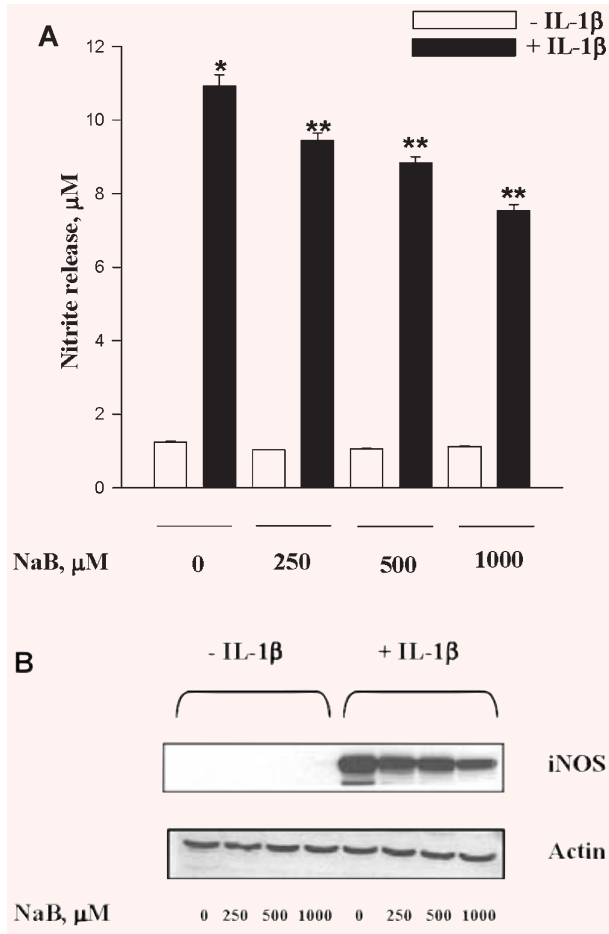 A
- IL-1β
+ IL-1β
12
10
8
6
4
2
0
Nitrite release, μM
*
**
**
**
NaB, μM 0 250 500 1000
B
- IL-1β + IL-1β
iNOS
Actin
NaB, μM 0 250 500 1000 0 250 500 1000